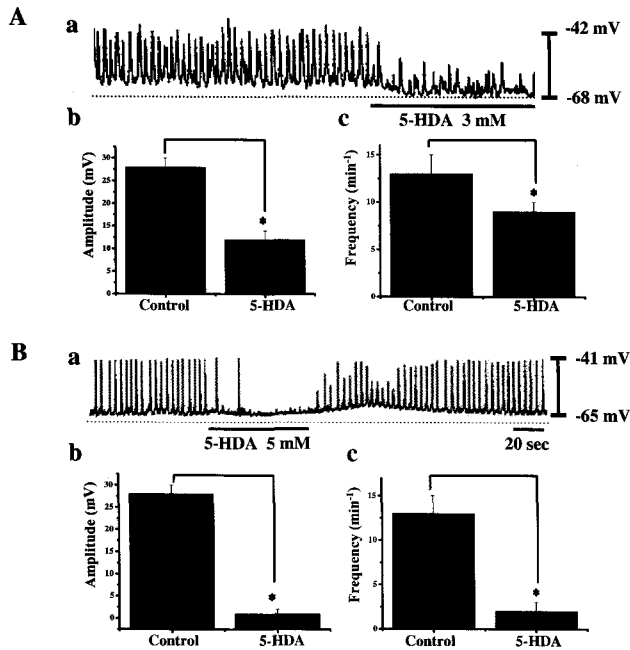 A
a
-42 mV
-68 mV
5-HDA 3 mM
b
Amplitude (mV)
30
25
20
15
10
5
0
*
Control
5-HDA
c
Frequency (min-1)
15
10
5
0
*
Control
5-HDA
B
a
-41 mV
-65 mV
5-HDA 5 mM
20 sec
b
Amplitude (mV)
30
25
20
15
10
5
0
*
Control
5-HDA
c
Frequency (min-1)
15
10
5
0
*
Control
5-HDA